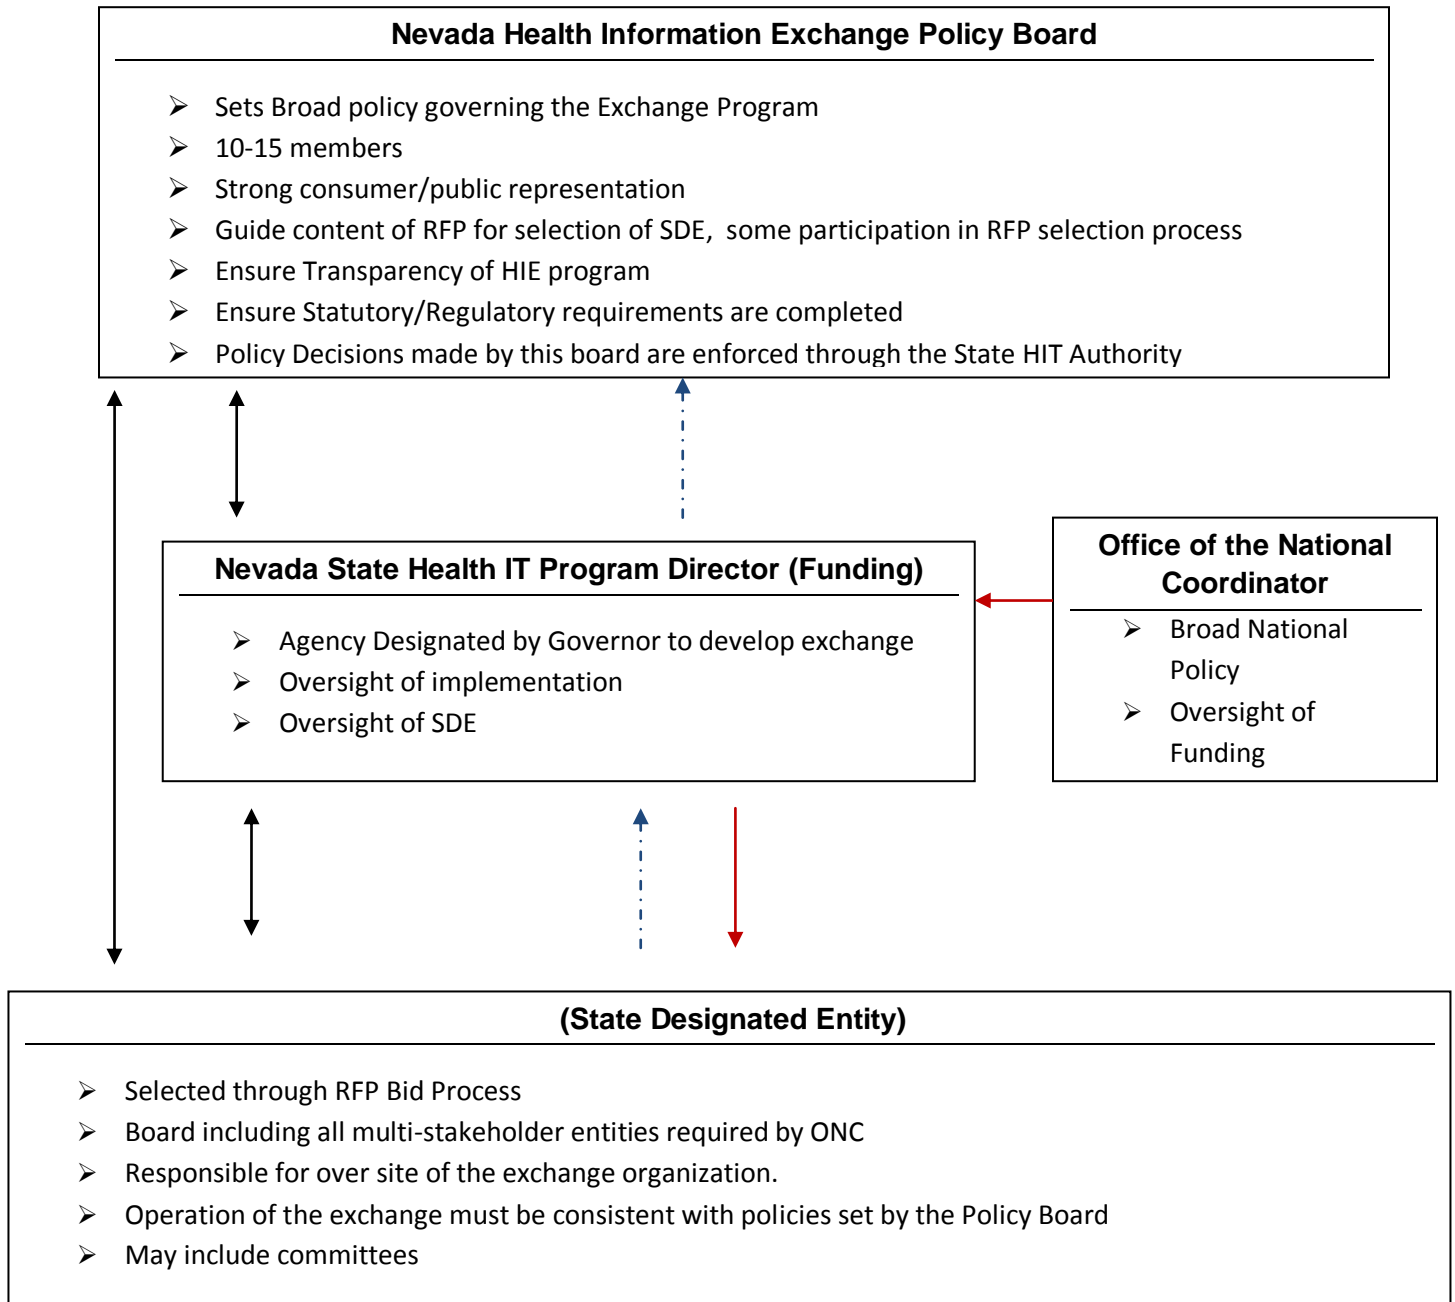 Nevada Health Information Exchange Policy Board
➢ Sets Broad policy governing the Exchange Program
➢ 10-15 members
➢ Strong consumer/public representation
➢ Guide content of RFP for selection of SDE,  some participation in RFP selection process
➢ Ensure Transparency of HIE program
➢ Ensure Statutory/Regulatory requirements are completed
➢ Policy Decisions made by this board are enforced through the State HIT Authority
Nevada State Health IT Program Director (Funding)
➢ Agency Designated by Governor to develop exchange
➢ Oversight of implementation
➢ Oversight of SDE
Office of the National
Coordinator
➢ Broad National
Policy
➢ Oversight of
Funding
(State Designated Entity)
➢ Selected through RFP Bid Process
➢ Board including all multi-stakeholder entities required by ONC
➢ Responsible for over site of the exchange organization.
➢ Operation of the exchange must be consistent with policies set by the Policy Board
➢ May include committees